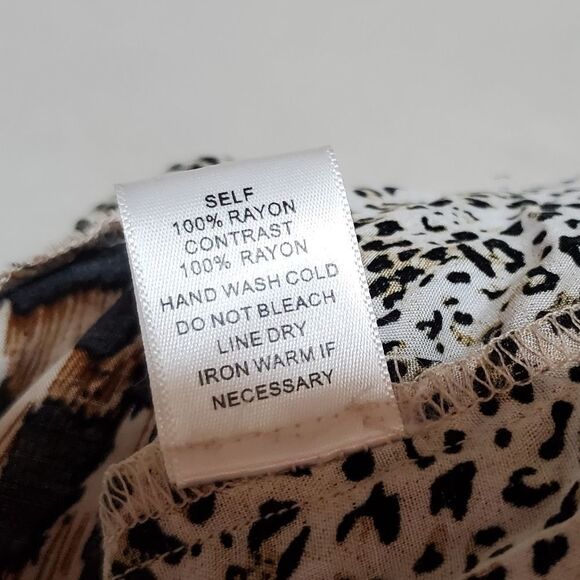 SELF
100% RAYON
CONTRAST
100% RAYON
HAND WASH COLD
DO NOT BLEACH
LINE DRY
IRON WARM IF
NECESSARY